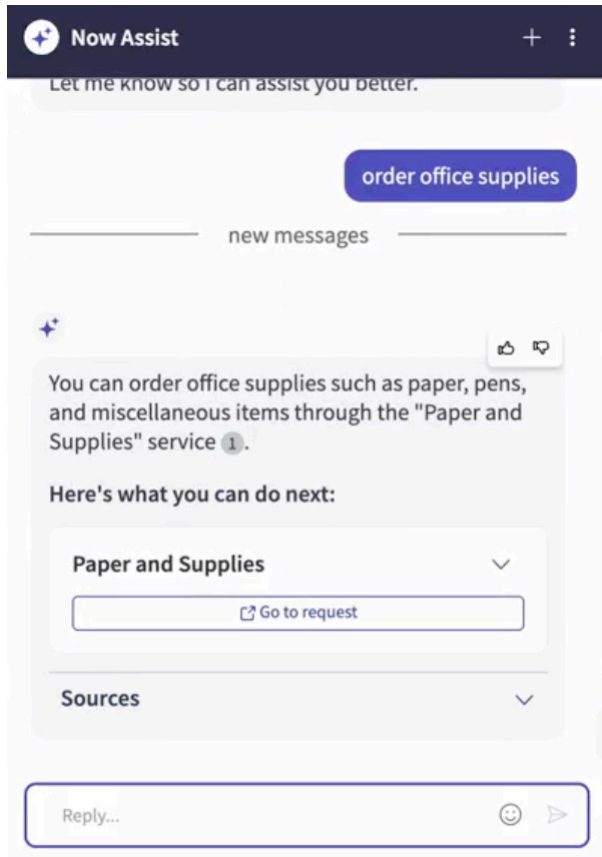 Now Assist
Let me know so I can assist you better.
order office supplies
new messages
You can order office supplies such as paper, pens,
and miscellaneous items through the "Paper and
Supplies" service 1.
Here's what you can do next:
Paper and Supplies
Go to request
Sources
Reply...